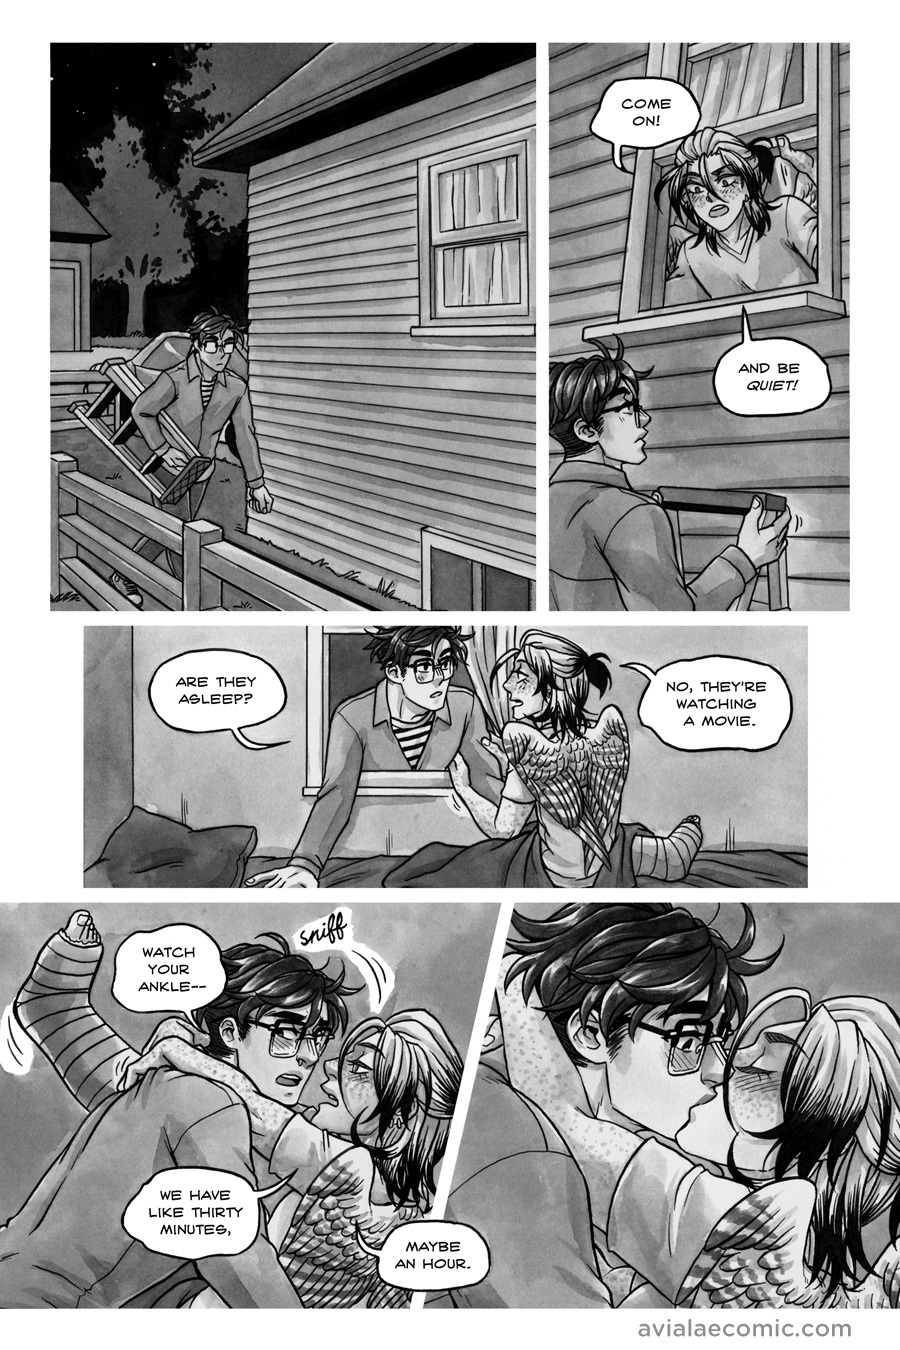 COME
ON!
AND BE
QUIET!
ARE THEY
ASLEEP?
NO, THEY'RE
WATCHING
A MOVIE.
sniff
WATCH
YOUR
ANKLE--
WE HAVE
LIKE THIRTY
MINUTES,
MAYBE
AN HOUR.
avialaecomic.com